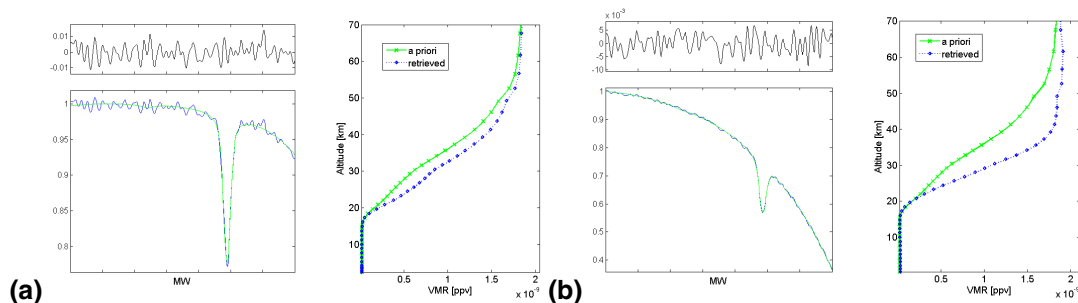 0.01
0
-0.01
1
0.95
0.9
0.85
0.8
MW
(a)
70
60
50
40
30
20
10
Altitude [km]
a priori
retrieved
0.5 1 1.5 2
VMR [ppv] x 10⁻⁹
x 10⁻³
5
0
-5
-10
1
0.9
0.8
0.7
0.6
0.5
0.4
MW
(b)
70
60
50
40
30
20
10
Altitude [km]
a priori
retrieved
0.5 1 1.5 2
VMR [ppv] x 10⁻⁹